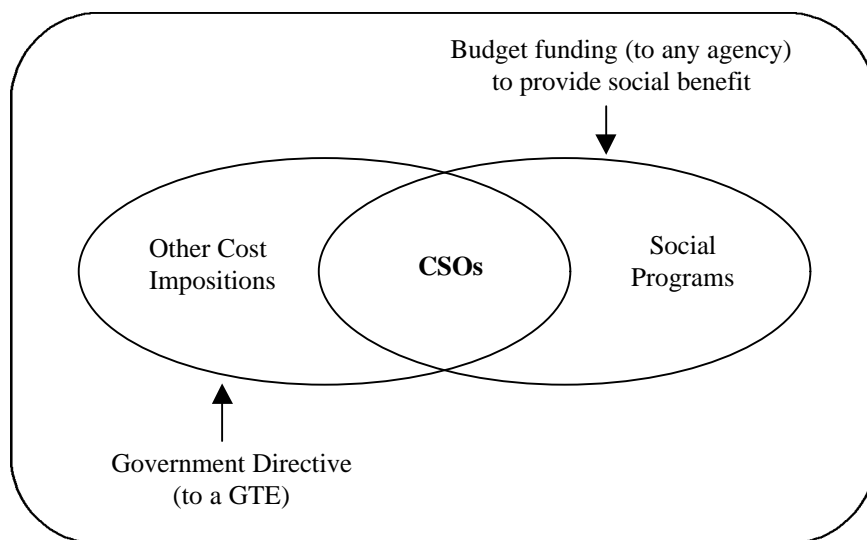 Budget funding (to any agency)
to provide social benefit
Other Cost
Impositions
CSOs
Social
Programs
Government Directive
(to a GTE)